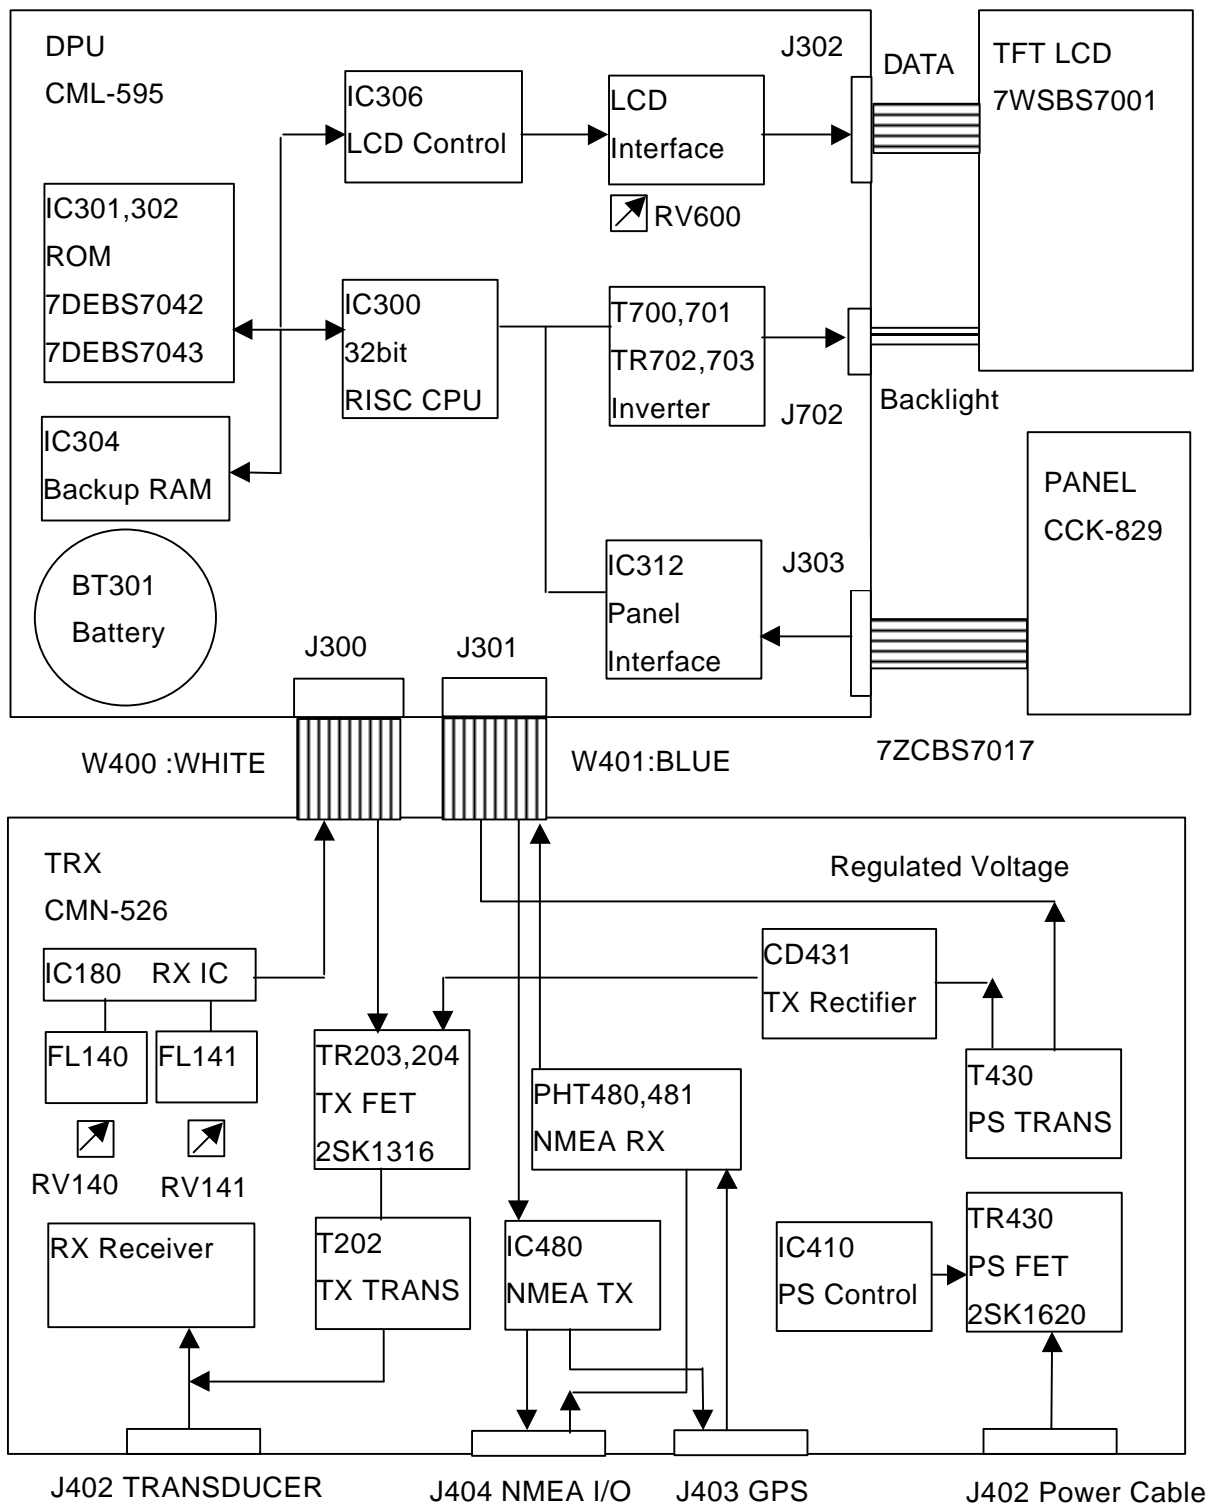 DPU
CML-595
IC306
LCD Control
LCD
Interface
J302
DATA
TFT LCD
7WSBS7001
RV600
IC301,302
ROM
7DEBS7042
7DEBS7043
IC300
32bit
RISC CPU
T700,701
TR702,703
Inverter
J702
Backlight
IC304
Backup RAM
BT301
Battery
IC312
Panel
Interface
J303
PANEL
CCK-829
J300
J301
W400 :WHITE
W401:BLUE
7ZCBS7017
TRX
CMN-526
Regulated Voltage
IC180 RX IC
FL140
FL141
RV140
RV141
RX Receiver
TR203,204
TX FET
2SK1316
T202
TX TRANS
PHT480,481
NMEA RX
IC480
NMEA TX
CD431
TX Rectifier
T430
PS TRANS
IC410
PS Control
TR430
PS FET
2SK1620
J402 TRANSDUCER
J404 NMEA I/O
J403 GPS
J402 Power Cable